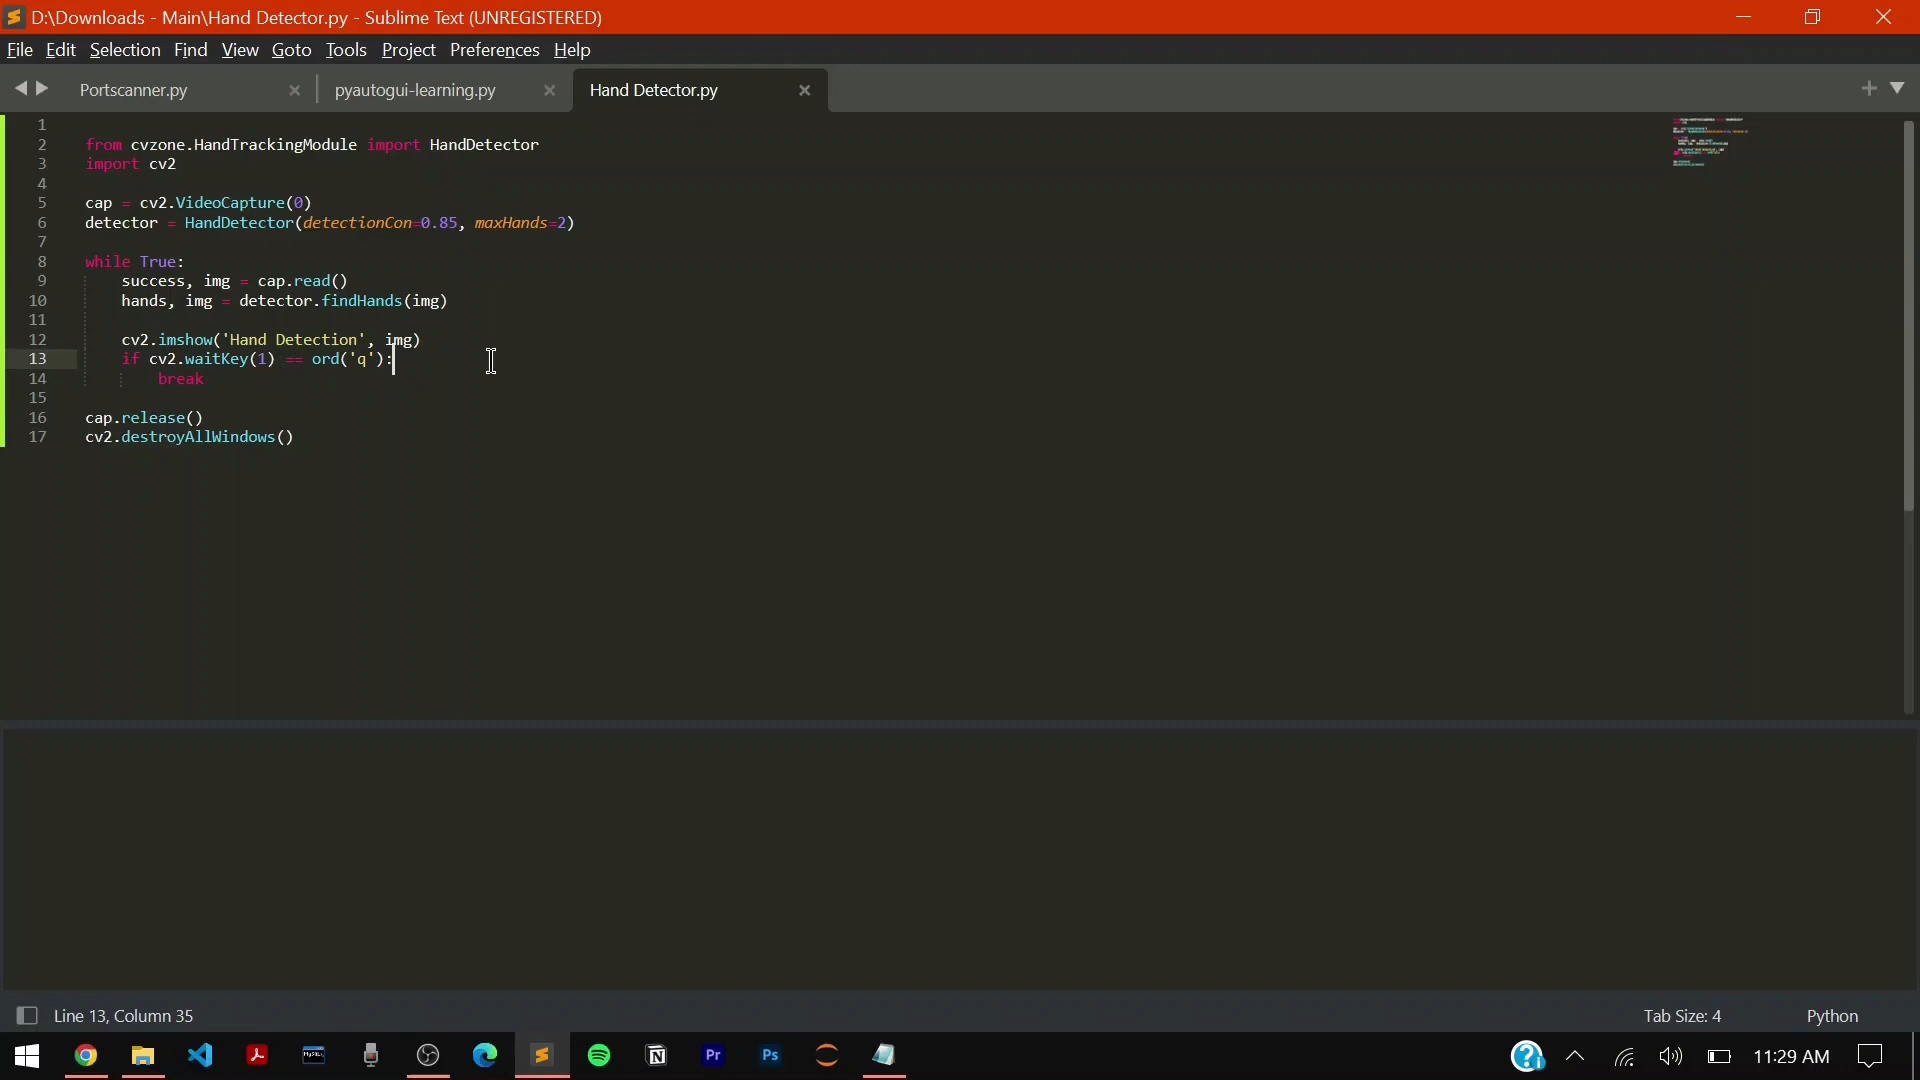 D:\Downloads - Main\Hand Detector.py - Sublime Text (UNREGISTERED)
File Edit Selection Find View Goto Tools Project Preferences Help
Portscanner.py pyautogui-learning.py Hand Detector.py
1
2 from cvzone.HandTrackingModule import HandDetector
3 import cv2
4
5 cap = cv2.VideoCapture(0)
6 detector = HandDetector(detectionCon=0.85, maxHands=2)
7
8 while True:
9     success, img = cap.read()
10     hands, img = detector.findHands(img)
11
12     cv2.imshow('Hand Detection', img)
13     if cv2.waitKey(1) == ord('q'):
14         break
15
16 cap.release()
17 cv2.destroyAllWindows()
Line 13, Column 35 Tab Size: 4 Python
Pr Ps 11:29 AM